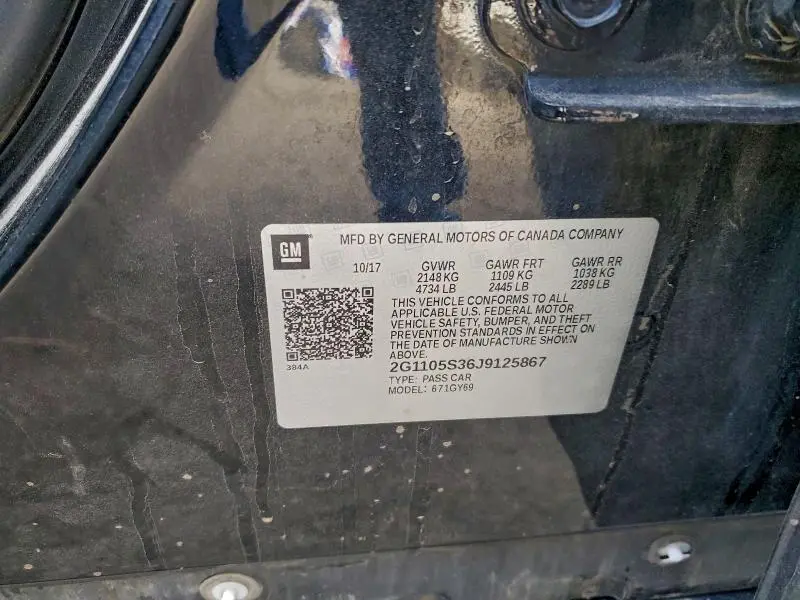 GM
MFD BY GENERAL MOTORS OF CANADA COMPANY
10/17 GVWR GAWR FRT GAWR RR
2148 KG 1109 KG 1038 KG
4734 LB 2445 LB 2289 LB
THIS VEHICLE CONFORMS TO ALL
APPLICABLE U.S. FEDERAL MOTOR
VEHICLE SAFETY, BUMPER, AND THEFT
PREVENTION STANDARDS IN EFFECT ON
THE DATE OF MANUFACTURE SHOWN
ABOVE.
384A
2G1105S36J9125867
TYPE: PASS CAR
MODEL: 671GY69